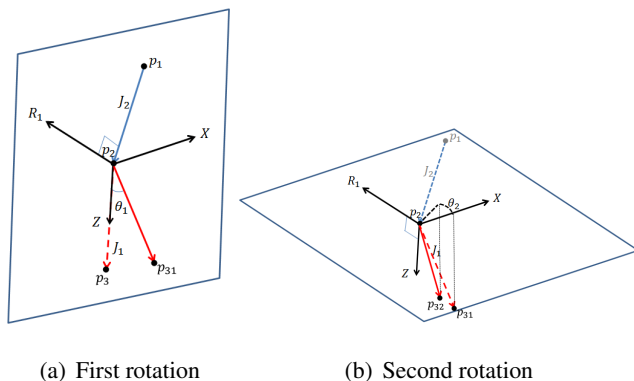 p₁
J₂
R₁
X
p₂
θ₁
Z
J₁
p₃
p₃₁
p₁
J₂
R₁
X
θ₂
p₂
J₁
Z
p₃₂
p₃₁
(a) First rotation
(b) Second rotation